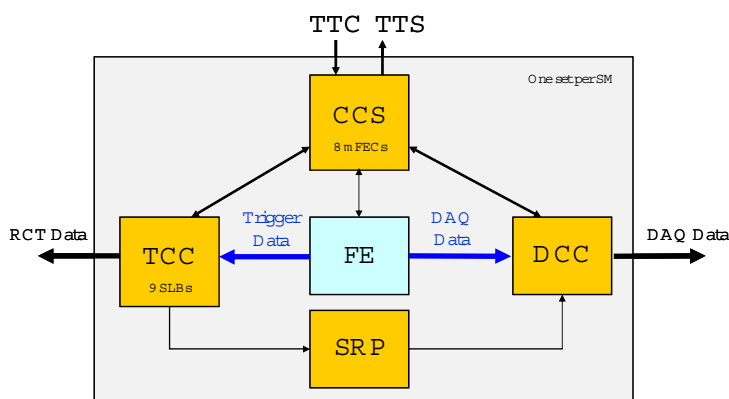 TTC TTS
One set per SM
CCS
8 mFECs
Trigger
Data
DAQ
Data
RCT Data
TCC
9 SLBs
FE
DCC
DAQ Data
SRP